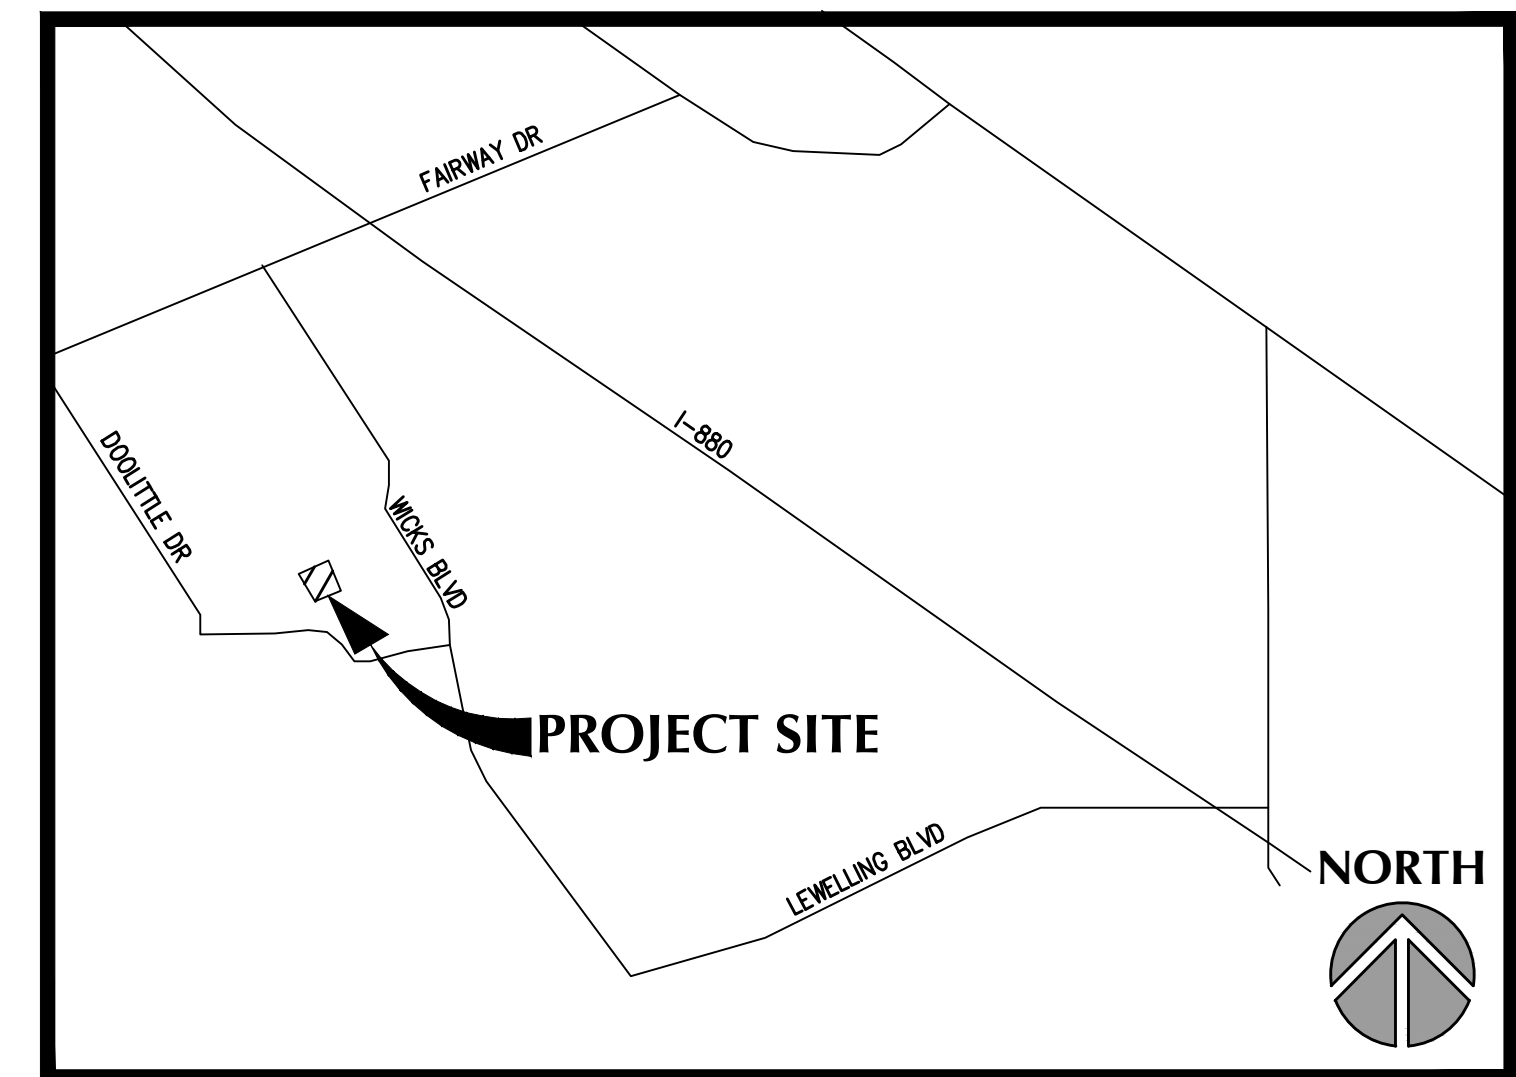 FAIRWAY DR
I-880
DOOLITTLE DR
WICKS BLVD
PROJECT SITE
LEWELLING BLVD
NORTH